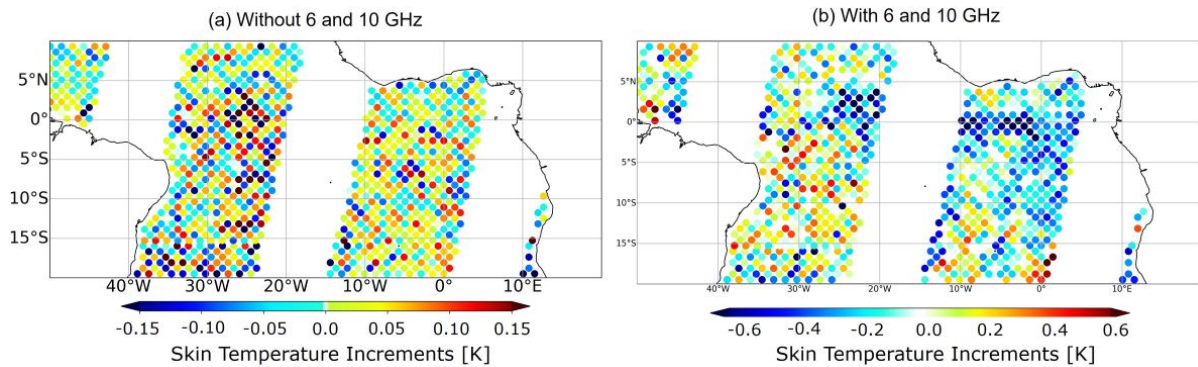 (a) Without 6 and 10 GHz
5°N
0°
5°S
10°S
15°S
40°W 30°W 20°W 10°W 0° 10°E
-0.15 -0.10 -0.05 0.0 0.05 0.10 0.15
Skin Temperature Increments [K]
(b) With 6 and 10 GHz
5°N
0°
5°S
10°S
15°S
40°W 30°W 20°W 10°W 0° 10°E
-0.6 -0.4 -0.2 0.0 0.2 0.4 0.6
Skin Temperature Increments [K]